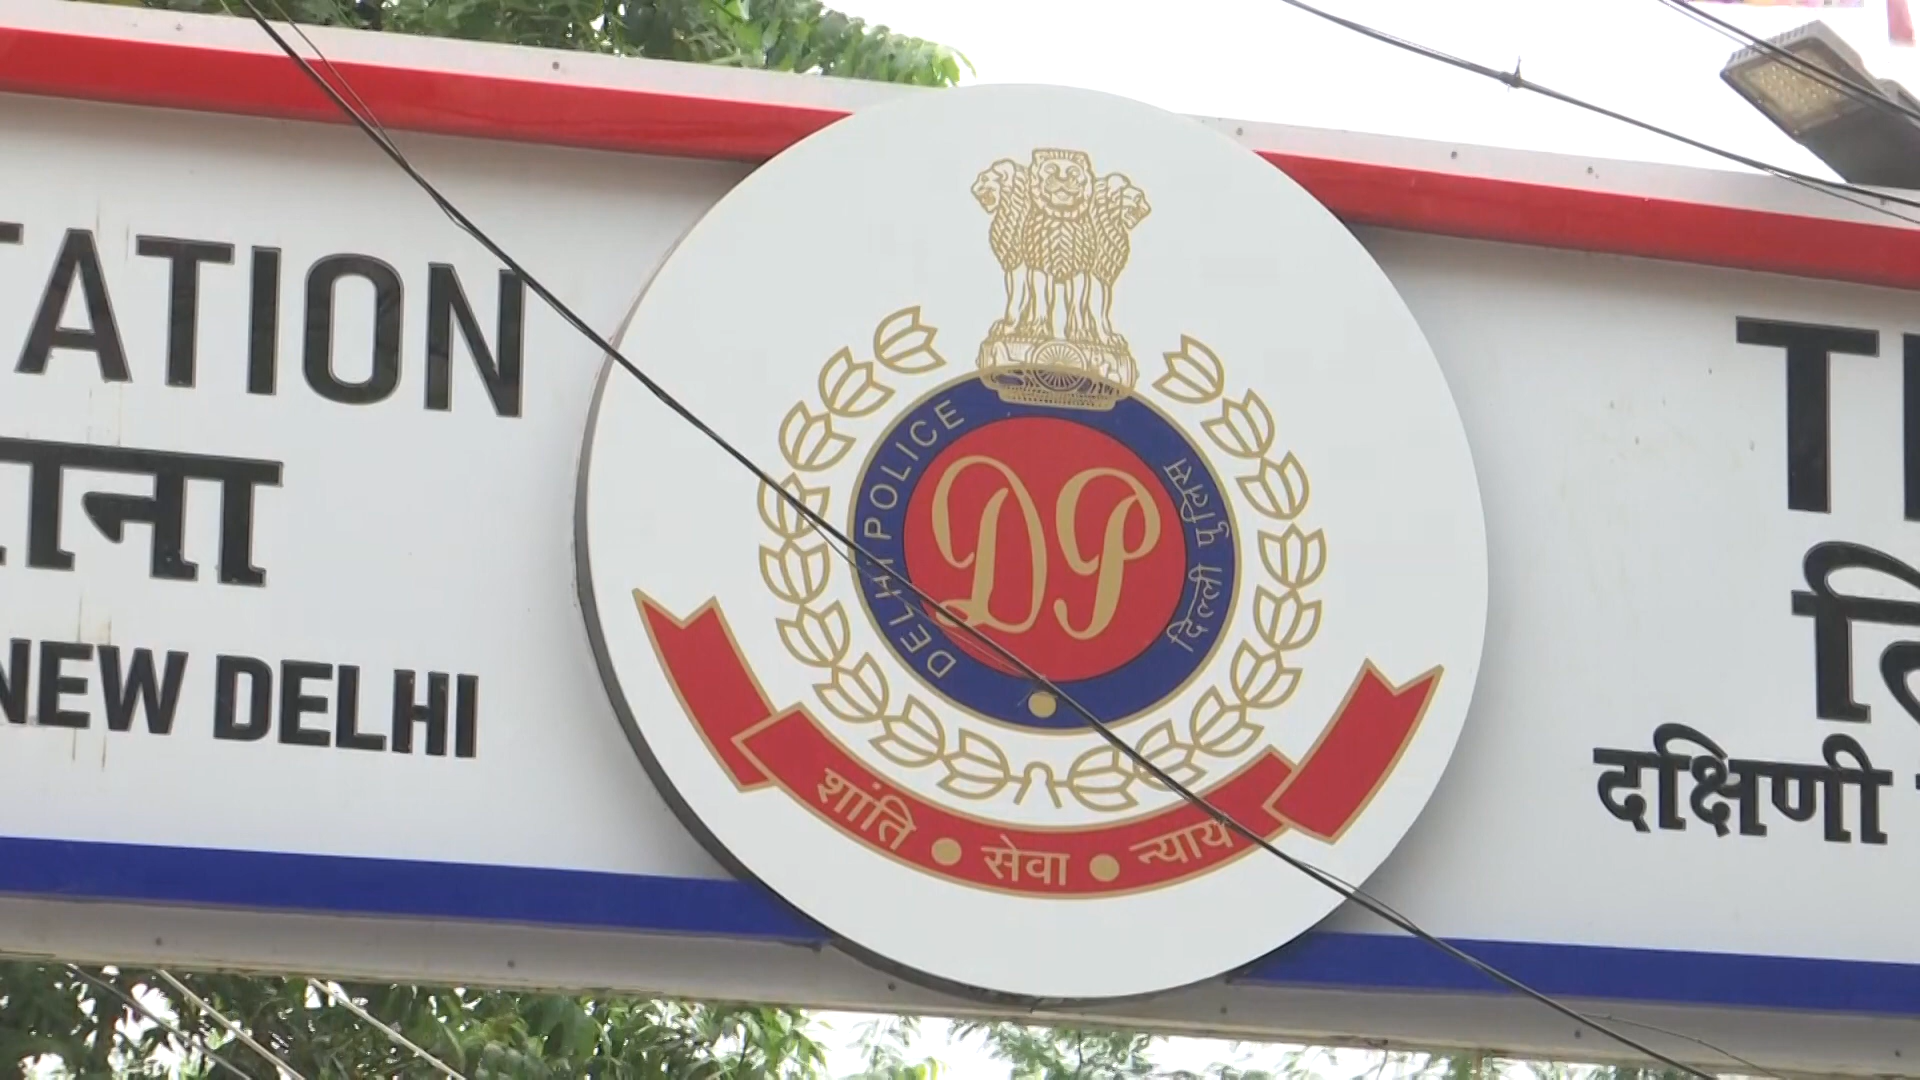 TATION
NEW DELHI
DELHI POLICE
दिल्ली पुलिस
DP
शांति • सेवा • न्याय
दक्षिणी